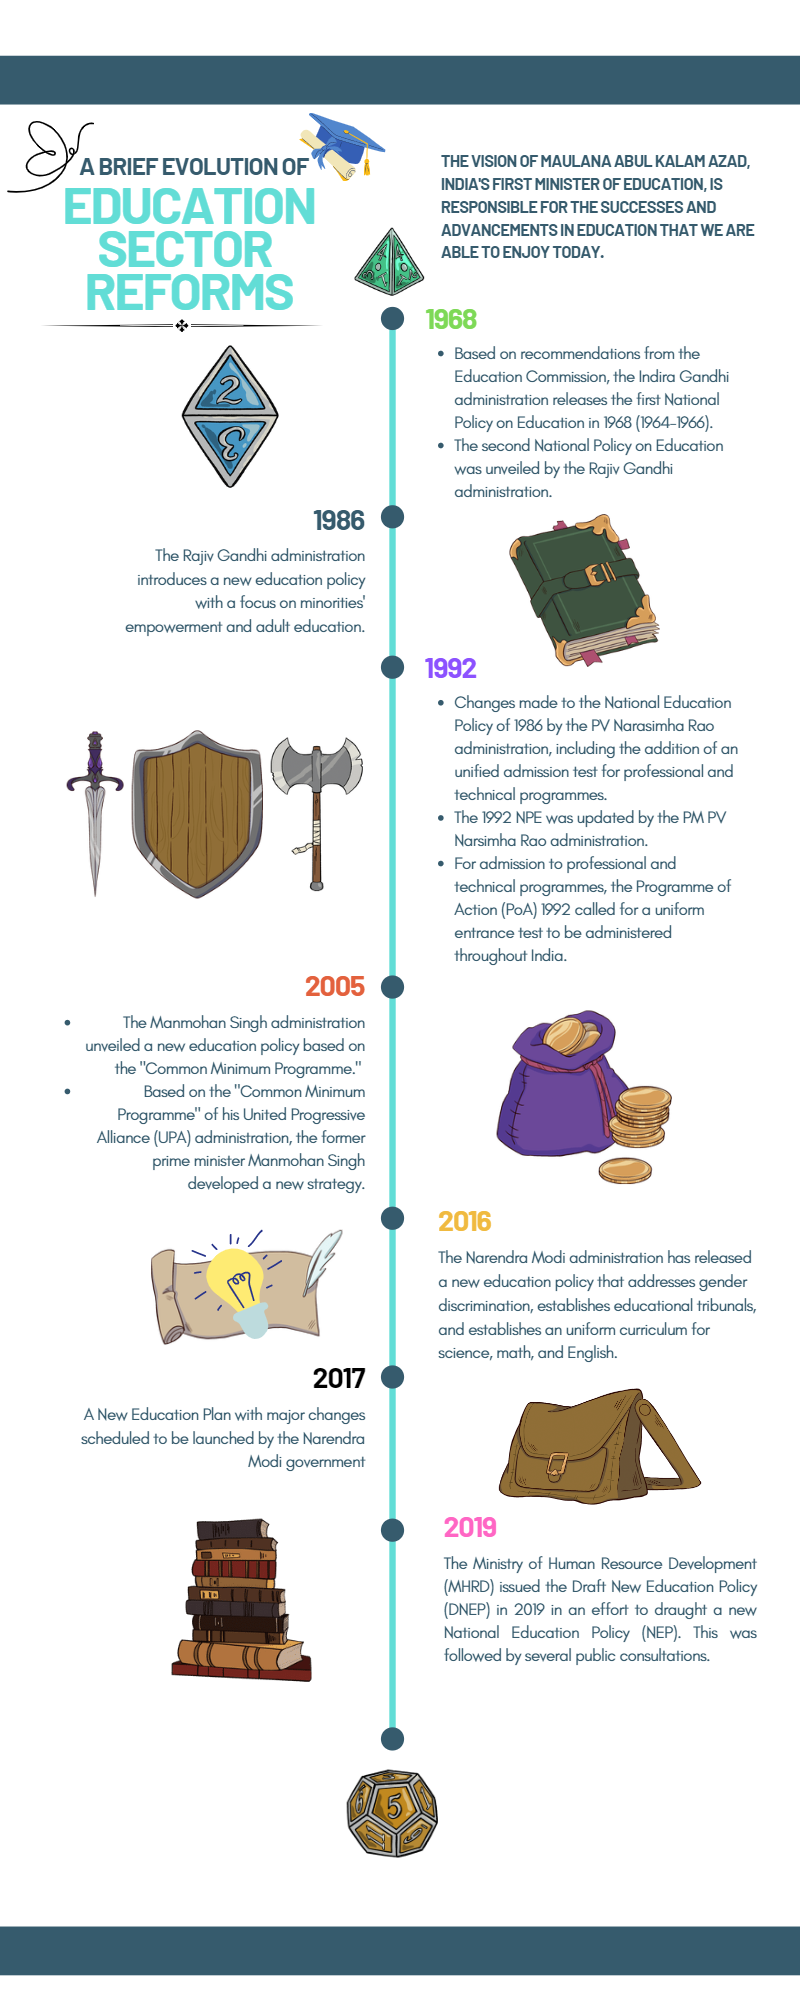 A BRIEF EVOLUTION OF
EDUCATION
SECTOR
REFORMS
THE VISION OF MAULANA ABUL KALAM AZAD,
INDIA'S FIRST MINISTER OF EDUCATION, IS
RESPONSIBLE FOR THE SUCCESSES AND
ADVANCEMENTS IN EDUCATION THAT WE ARE
ABLE TO ENJOY TODAY.
1968
• Based on recommendations from the
Education Commission, the Indira Gandhi
administration releases the first National
Policy on Education in 1968 (1964-1966).
• The second National Policy on Education
was unveiled by the Rajiv Gandhi
administration.
2
3
1986
The Rajiv Gandhi administration
introduces a new education policy
with a focus on minorities'
empowerment and adult education.
1992
• Changes made to the National Education
Policy of 1986 by the PV Narasimha Rao
administration, including the addition of an
unified admission test for professional and
technical programmes.
• The 1992 NPE was updated by the PM PV
Narsimha Rao administration.
• For admission to professional and
technical programmes, the Programme of
Action (PoA) 1992 called for a uniform
entrance test to be administered
throughout India.
2005
• The Manmohan Singh administration
unveiled a new education policy based on
the "Common Minimum Programme."
• Based on the "Common Minimum
Programme" of his United Progressive
Alliance (UPA) administration, the former
prime minister Manmohan Singh
developed a new strategy.
2016
The Narendra Modi administration has released
a new education policy that addresses gender
discrimination, establishes educational tribunals,
and establishes an uniform curriculum for
science, math, and English.
2017
A New Education Plan with major changes
scheduled to be launched by the Narendra
Modi government
2019
The Ministry of Human Resource Development
(MHRD) issued the Draft New Education Policy
(DNEP) in 2019 in an effort to draught a new
National Education Policy (NEP). This was
followed by several public consultations.
5